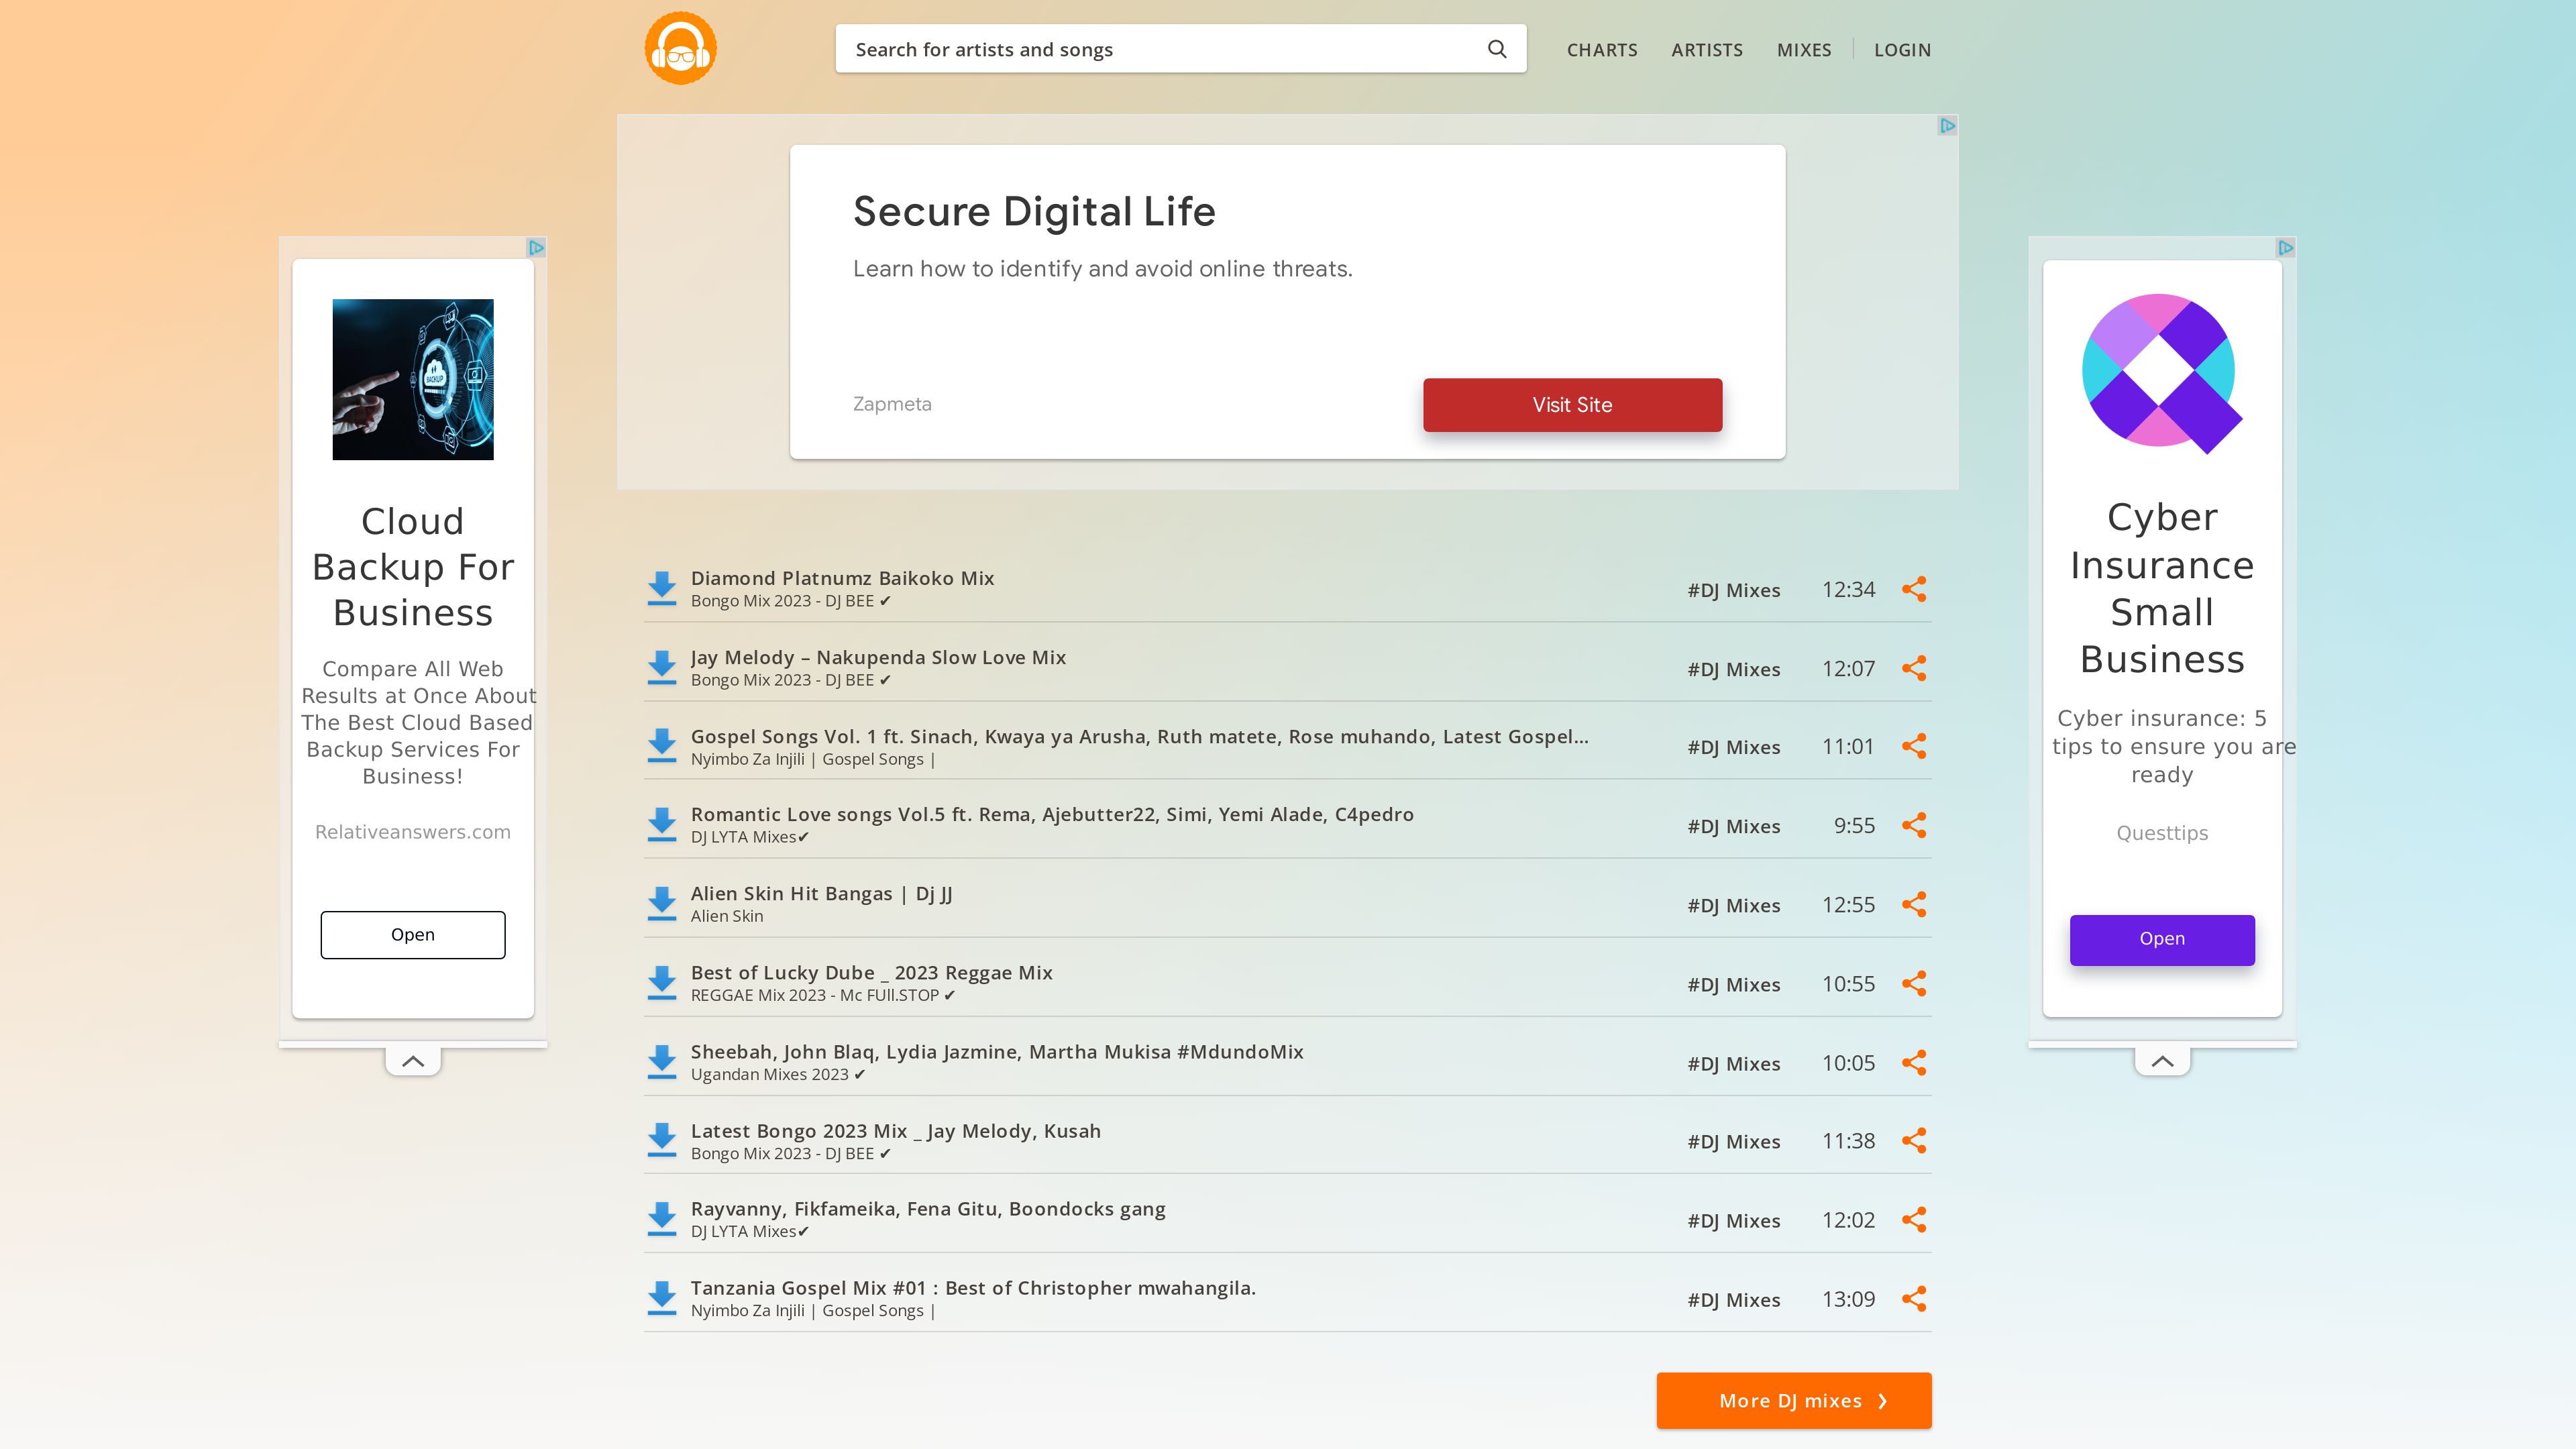 Search for artists and songs
CHARTS
ARTISTS
MIXES
LOGIN
Secure Digital Life
Learn how to identify and avoid online threats.
Zapmeta
Visit Site
BACKUP
Cloud
Backup For
Business
Compare All Web
Results at Once About
The Best Cloud Based
Backup Services For
Business!
Relativeanswers.com
Open
Diamond Platnumz Baikoko Mix
Bongo Mix 2023 - DJ BEE ✔
#DJ Mixes 12:34
Jay Melody – Nakupenda Slow Love Mix
Bongo Mix 2023 - DJ BEE ✔
#DJ Mixes 12:07
Gospel Songs Vol. 1 ft. Sinach, Kwaya ya Arusha, Ruth matete, Rose muhando, Latest Gospel...
Nyimbo Za Injili | Gospel Songs |
#DJ Mixes 11:01
Romantic Love songs Vol.5 ft. Rema, Ajebutter22, Simi, Yemi Alade, C4pedro
DJ LYTA Mixes✔
#DJ Mixes 9:55
Alien Skin Hit Bangas | Dj JJ
Alien Skin
#DJ Mixes 12:55
Best of Lucky Dube _ 2023 Reggae Mix
REGGAE Mix 2023 - Mc FUll.STOP ✔
#DJ Mixes 10:55
Sheebah, John Blaq, Lydia Jazmine, Martha Mukisa #MdundoMix
Ugandan Mixes 2023 ✔
#DJ Mixes 10:05
Latest Bongo 2023 Mix _ Jay Melody, Kusah
Bongo Mix 2023 - DJ BEE ✔
#DJ Mixes 11:38
Rayvanny, Fikfameika, Fena Gitu, Boondocks gang
DJ LYTA Mixes✔
#DJ Mixes 12:02
Tanzania Gospel Mix #01 : Best of Christopher mwahangila.
Nyimbo Za Injili | Gospel Songs |
#DJ Mixes 13:09
More DJ mixes ❯
Cyber
Insurance
Small
Business
Cyber insurance: 5
tips to ensure you are
ready
Questtips
Open